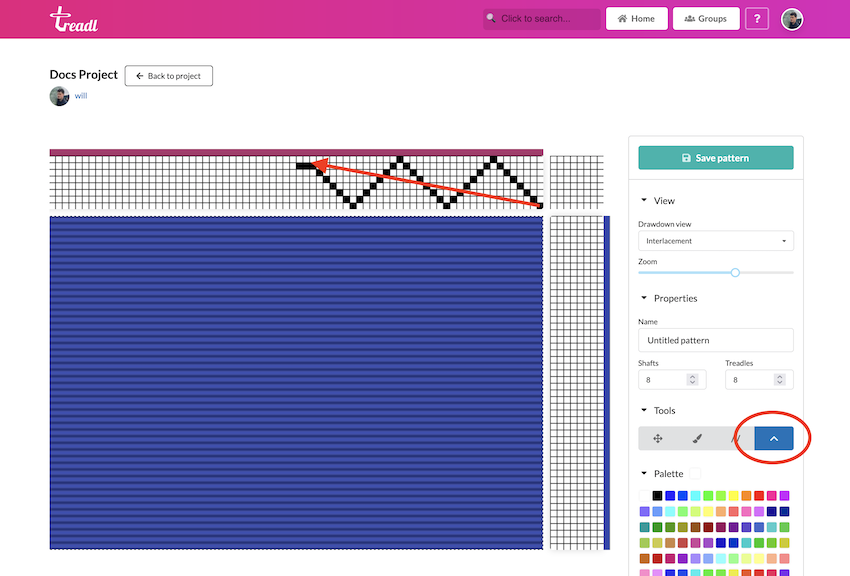 treadl
Click to search...
Home
Groups
?
Docs Project
Back to project
will
Save pattern
View
Drawdown view
Interlacement
Zoom
Properties
Name
Untitled pattern
Shafts
Treadles
8
8
Tools
Palette